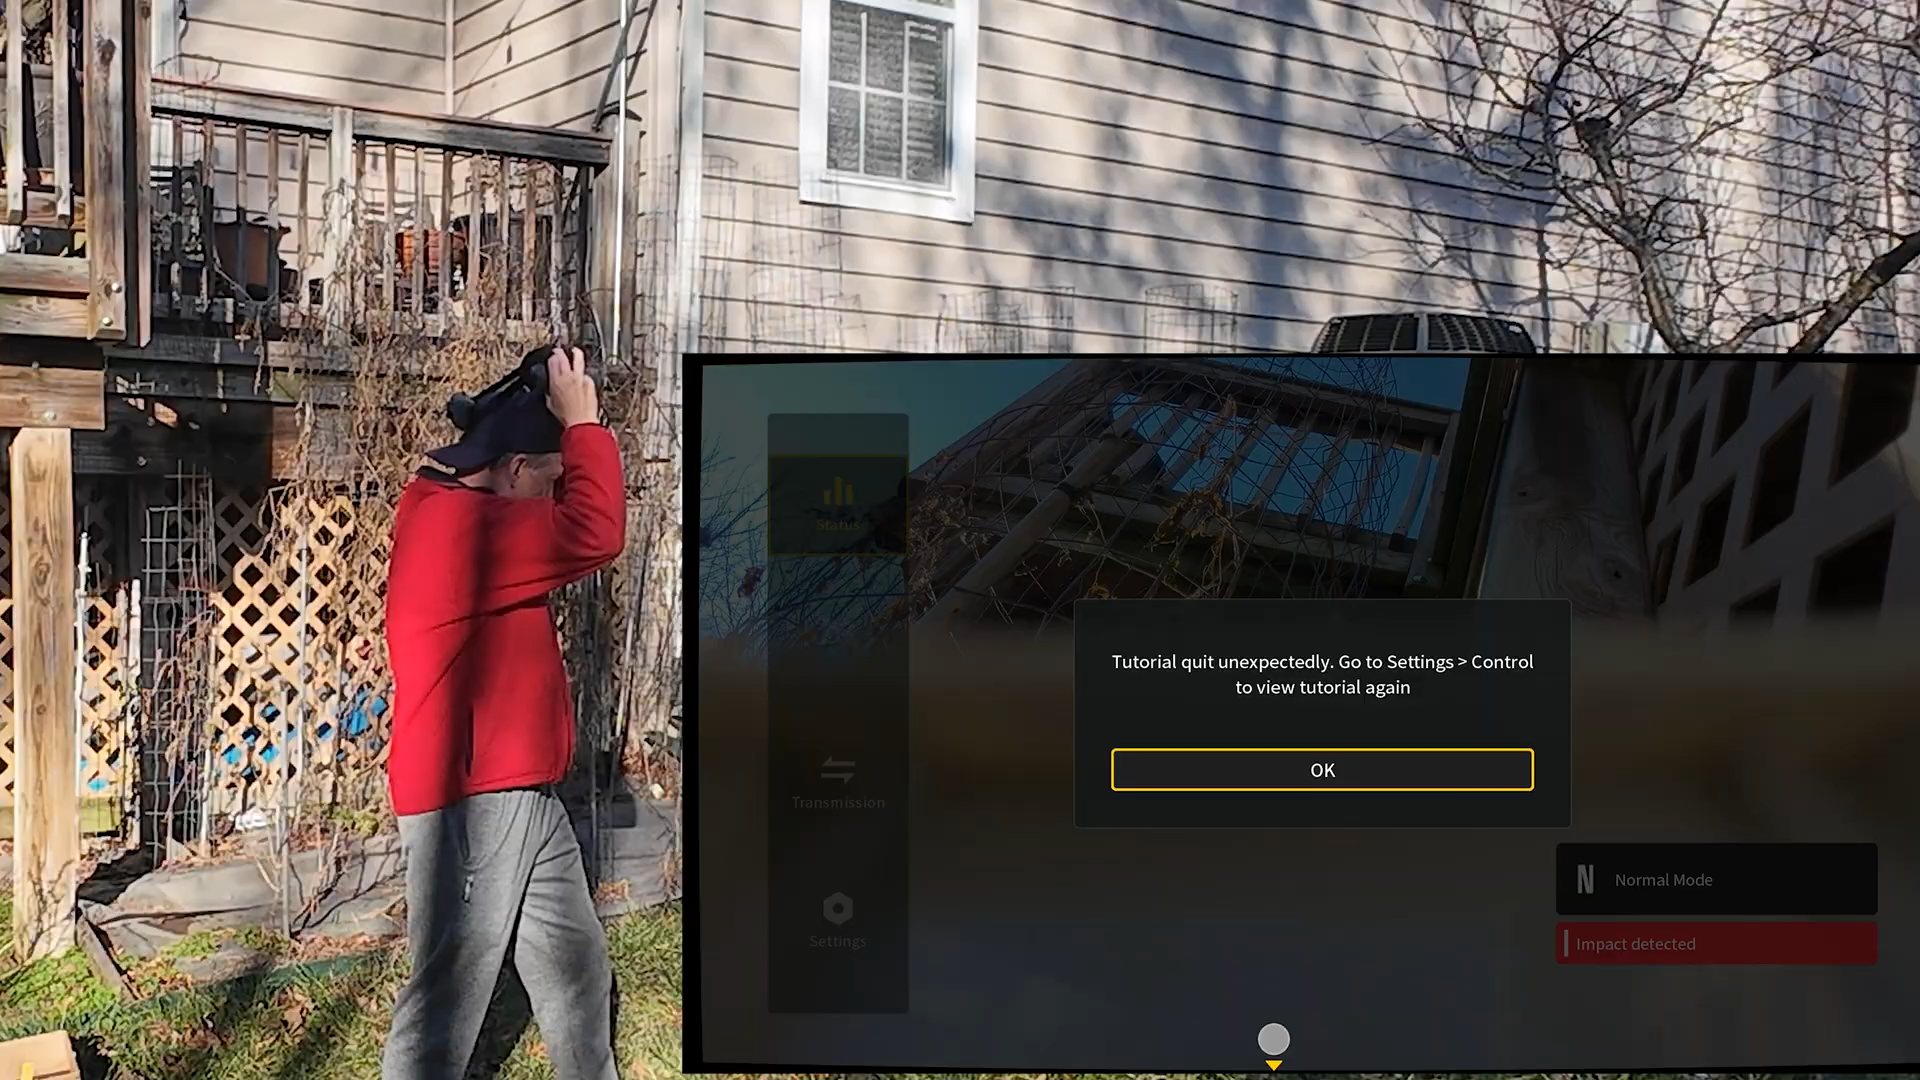 Status
Tutorial quit unexpectedly. Go to Settings > Control
to view tutorial again
OK
Transmission
N Normal Mode
Impact detected
Settings